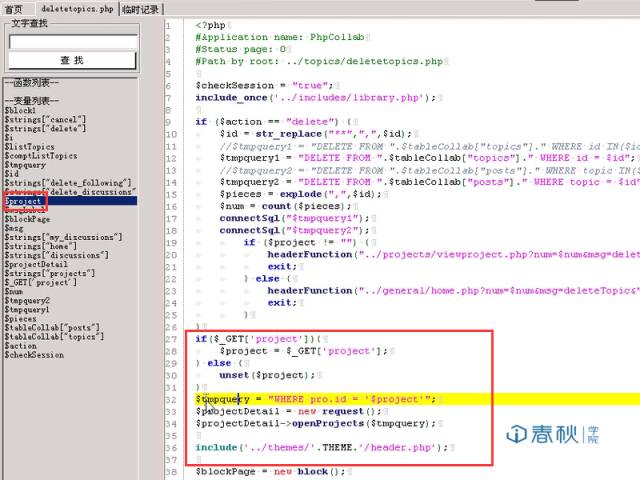 首页
deletetopics.php
临时记录
文字查找
查 找
--函数列表--
--变量列表--
$block1
$strings["cancel"]
$strings["delete"]
$i
$listTopics
$comptListTopics
$tmpquery
$id
$strings["delete_following"]
$strings["delete_discussions"
$project
$blockPage
$msg
$strings["my_discussions"]
$strings["home"]
$strings["discussions"]
$projectDetail
$strings["projects"]
$_GET['project']
$num
$tmpquery2
$tmpquery1
$pieces
$tableCollab["posts"]
$tableCollab["topics"]
$action
$checkSession
1 <?php
2 #Application name: PhpCollab
3 #Status page: 0
4 #Path by root: ../topics/deletetopics.php
5
6 $checkSession = "true";
7 include_once('../includes/library.php');
8
9 if ($action == "delete") {
10 $id = str_replace("**",",",$id);
11 //$tmpquery1 = "DELETE FROM ".$tableCollab["topics"]." WHERE id IN($id
12 $tmpquery1 = "DELETE FROM ".$tableCollab["topics"]." WHERE id = $id";
13 //$tmpquery2 = "DELETE FROM ".$tableCollab["posts"]." WHERE topic IN($
14 $tmpquery2 = "DELETE FROM ".$tableCollab["posts"]." WHERE topic = $id"
15 $pieces = explode(",",$id);
16 $num = count($pieces);
17 connectSql("$tmpquery1");
18 connectSql("$tmpquery2");
19 if ($project != "") {
20 headerFunction("../projects/viewproject.php?num=$num&msg=delet
21 exit;
22 } else {
23 headerFunction("../general/home.php?num=$num&msg=deleteTopic&"
24 exit;
25 }
26 }
27 if($_GET['project']){
28 $project = $_GET['project'];
29 } else {
30 unset($project);
31 }
32 $tmpquery = "WHERE pro.id = '$project'";
33 $projectDetail = new request();
34 $projectDetail->openProjects($tmpquery);
35
36 include('../themes/'.THEME.'/header.php');
37
38 $blockPage = new block();
春秋学院